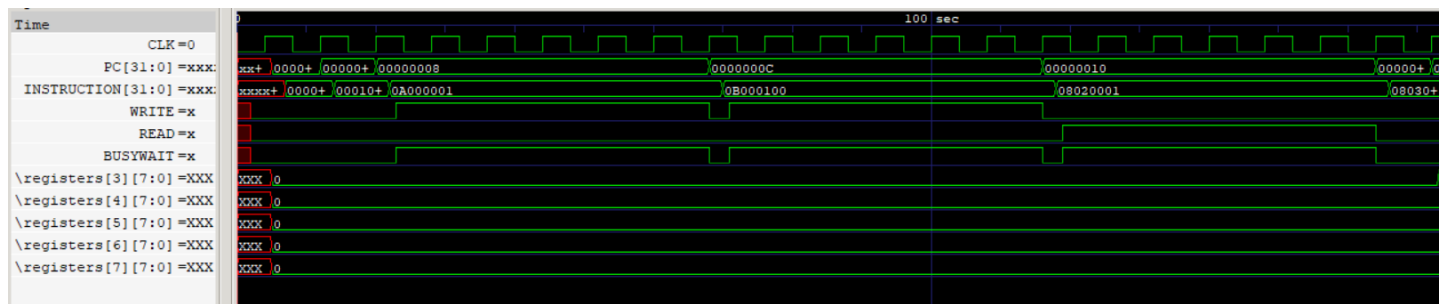 Time 0 100 sec
CLK=0
PC[31:0] =xxx xx+ 0000+ 00000+ 00000008 0000000C 00000010 00000+
INSTRUCTION[31:0] =xxx xxxx+ 0000+ 00010+ 0A000001 0B000100 08020001 08030+
WRITE=x
READ=x
BUSYWAIT=x
\registers[3][7:0]=XXX XXX 0
\registers[4][7:0]=XXX XXX 0
\registers[5][7:0]=XXX XXX 0
\registers[6][7:0]=XXX XXX 0
\registers[7][7:0]=XXX XXX 0